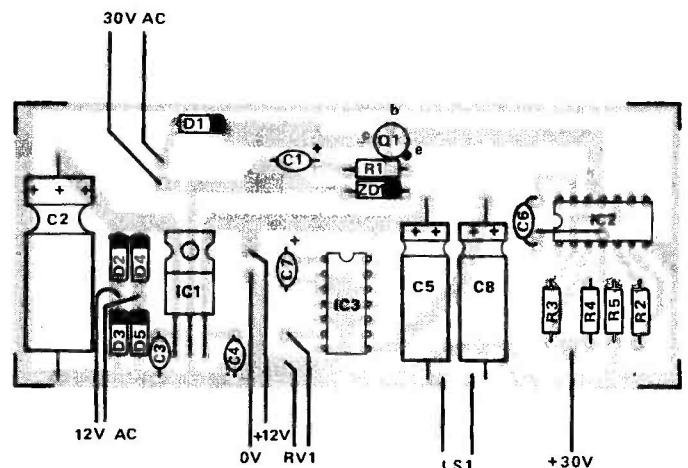 30V AC
D1
b
c Q1 e
C1 +
R1
ZD1
+ + +
C2
D2 D4
IC1
C7 +
IC3
+ +
C5
+ +
C8
C6
IC2
D3 D5
C3
C4
R3 R4 R5 R2
12V AC
0V
+12V
RV1
LS1
+30V